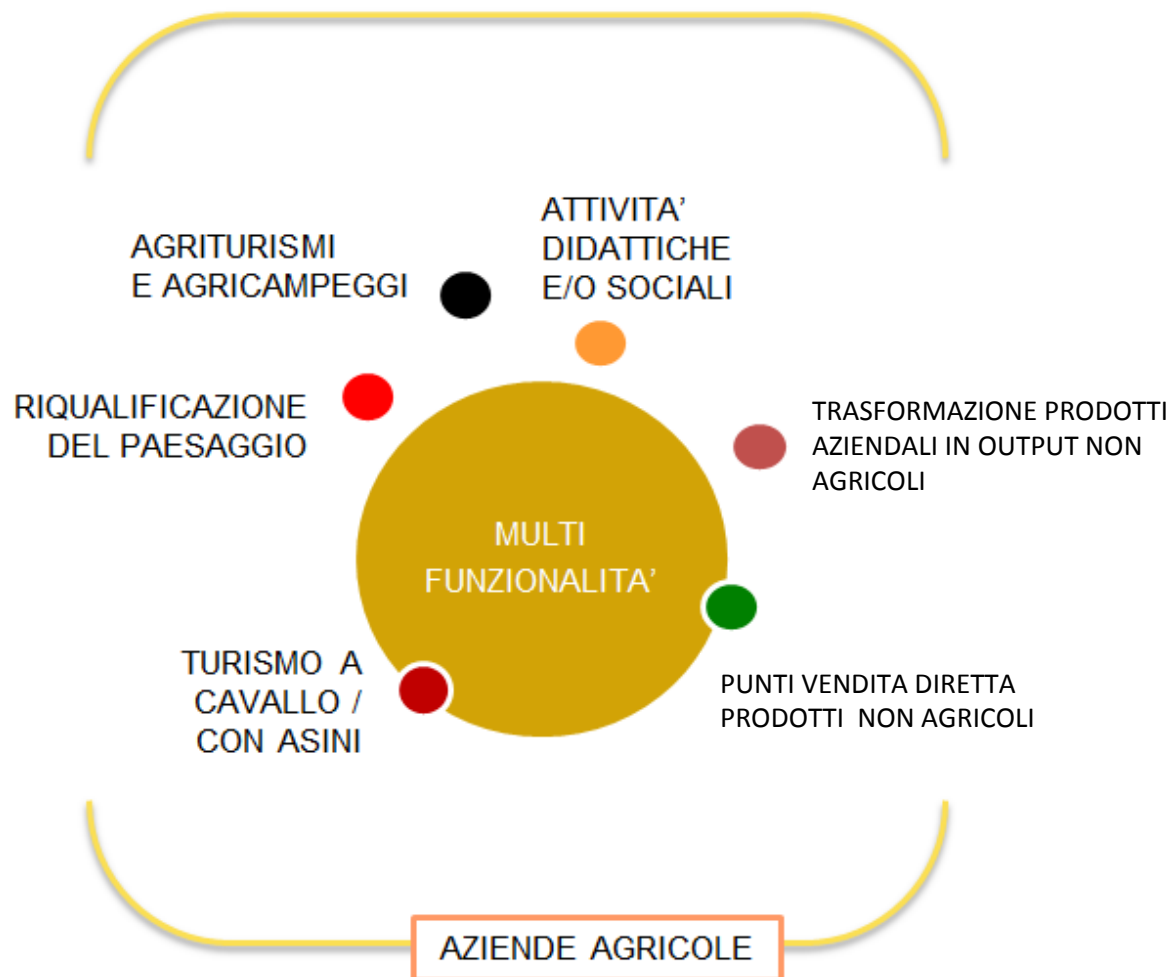 AGRITURISMI
E AGRICAMPEGGI
ATTIVITA’
DIDATTICHE
E/O SOCIALI
RIQUALIFICAZIONE
DEL PAESAGGIO
TRASFORMAZIONE PRODOTTI
AZIENDALI IN OUTPUT NON
AGRICOLI
MULTI
FUNZIONALITA’
TURISMO A
CAVALLO /
CON ASINI
PUNTI VENDITA DIRETTA
PRODOTTI NON AGRICOLI
AZIENDE AGRICOLE